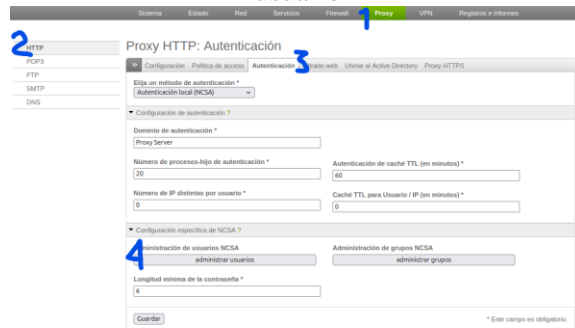 Sistema Estado Red Servicios Firewall Proxy VPN Registros e informes
1
2
HTTP
POP3
FTP
SMTP
DNS
Proxy HTTP: Autenticación
» Configuración Política de acceso Autenticación trado web Unirse al Active Directory Proxy HTTPS
3
Elija un método de autenticación *
Autenticación local (NCSA)
Configuración de autenticación ?
Dominio de autenticación *
Proxy Server
Número de procesos-hijo de autenticación * Autenticación de caché TTL (en minutos) *
20 60
Número de IP distintas por usuario * Caché TTL para Usuario / IP (en minutos) *
0 0
Configuración específica de NCSA ?
4
ministración de usuarios NCSA Administración de grupos NCSA
administrar usuarios administrar grupos
Longitud mínima de la contraseña *
6
Guardar * Este campo es obligatorio.